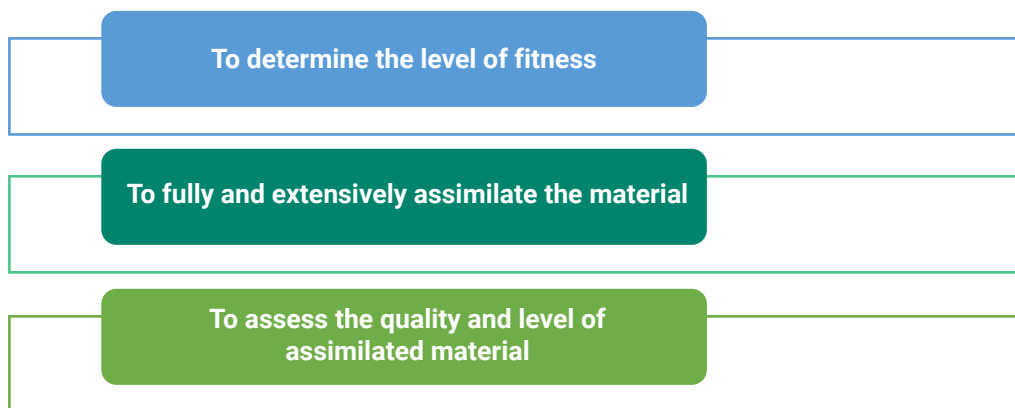 To determine the level of fitness
To fully and extensively assimilate the material
To assess the quality and level of
assimilated material